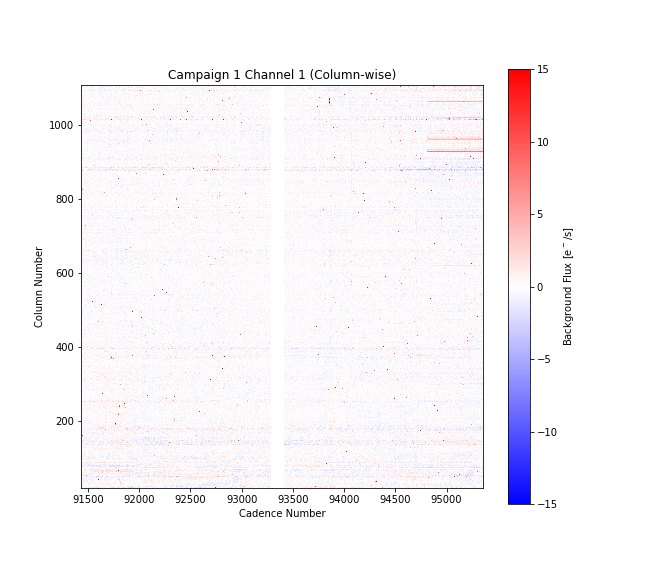 Campaign 1 Channel 1 (Column-wise)
1000
800
600
400
200
Column Number
91500 92000 92500 93000 93500 94000 94500 95000
Cadence Number
15
10
5
0
−5
−10
−15
Background Flux [e⁻/s]